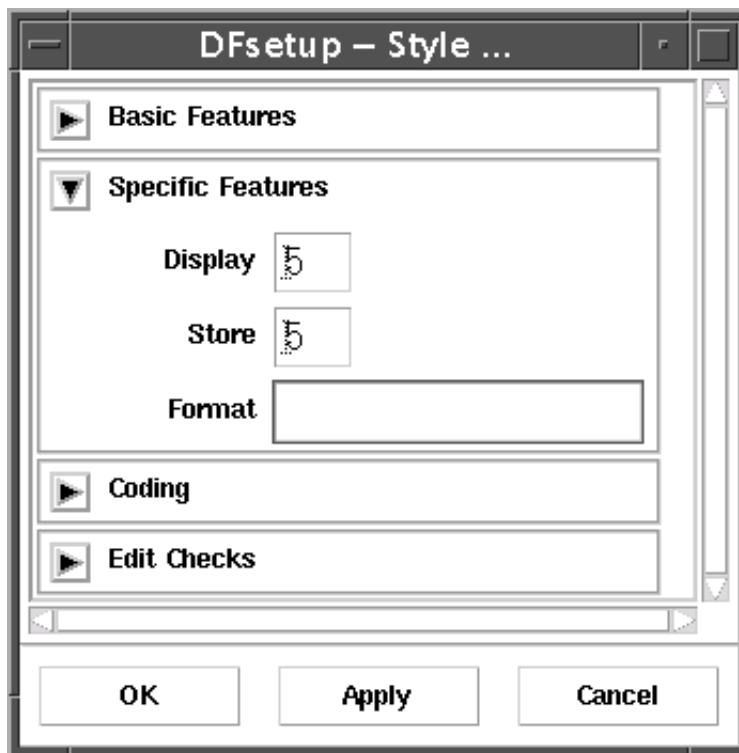 DFsetup – Style ...
Basic Features
Specific Features
Display 5
Store 5
Format
Coding
Edit Checks
OK Apply Cancel